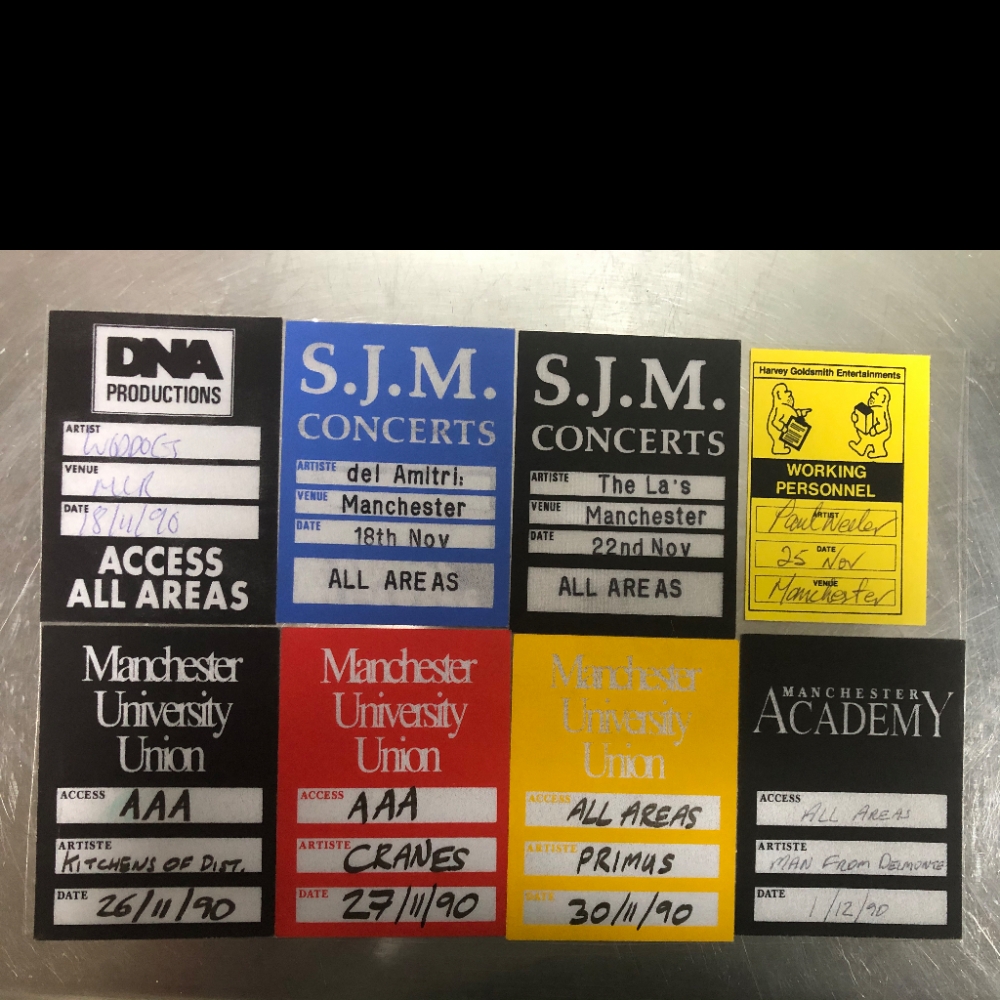 DNA
PRODUCTIONS
ARTIST
VENUE MCR
DATE 18/11/90
ACCESS
ALL AREAS
S.J.M.
CONCERTS
ARTISTE del Amitri:
VENUE Manchester
DATE 18th Nov
ALL AREAS
S.J.M.
CONCERTS
ARTISTE The La's
VENUE Manchester
DATE 22nd Nov
ALL AREAS
Harvey Goldsmith Entertainments
WORKING
PERSONNEL
ARTIST Paul Weller
DATE 25 Nov
VENUE Manchester
Manchester
University
Union
ACCESS AAA
ARTISTE KITCHENS OF DIST.
DATE 26/11/90
Manchester
University
Union
ACCESS AAA
ARTISTE CRANES
DATE 27/11/90
Manchester
University
Union
ACCESS ALL AREAS
ARTISTE PRIMUS
DATE 30/11/90
MANCHESTER
ACADEMY
ACCESS ALL AREAS
ARTISTE MAN FROM DELMONTE
DATE 1/12/90